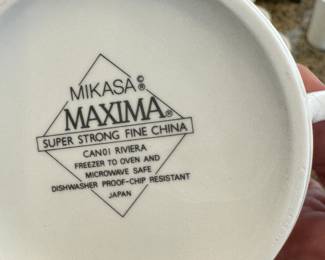 MIKASA©
MAXIMA®
SUPER STRONG FINE CHINA
CAN01 RIVIERA
FREEZER TO OVEN AND
MICROWAVE SAFE
DISHWASHER PROOF-CHIP RESISTANT
JAPAN